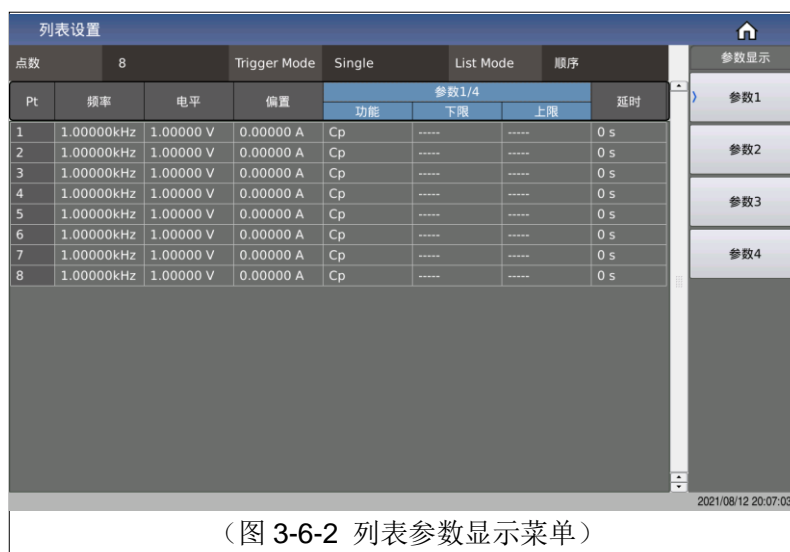 列表设置
点数 8 Trigger Mode Single List Mode 顺序 参数显示
Pt 频率 电平 偏置 参数1/4 延时
功能 下限 上限
1 1.00000kHz 1.00000 V 0.00000 A Cp ----- ----- 0 s
2 1.00000kHz 1.00000 V 0.00000 A Cp ----- ----- 0 s
3 1.00000kHz 1.00000 V 0.00000 A Cp ----- ----- 0 s
4 1.00000kHz 1.00000 V 0.00000 A Cp ----- ----- 0 s
5 1.00000kHz 1.00000 V 0.00000 A Cp ----- ----- 0 s
6 1.00000kHz 1.00000 V 0.00000 A Cp ----- ----- 0 s
7 1.00000kHz 1.00000 V 0.00000 A Cp ----- ----- 0 s
8 1.00000kHz 1.00000 V 0.00000 A Cp ----- ----- 0 s
参数1
参数2
参数3
参数4
2021/08/12 20:07:03
（图 3-6-2 列表参数显示菜单）